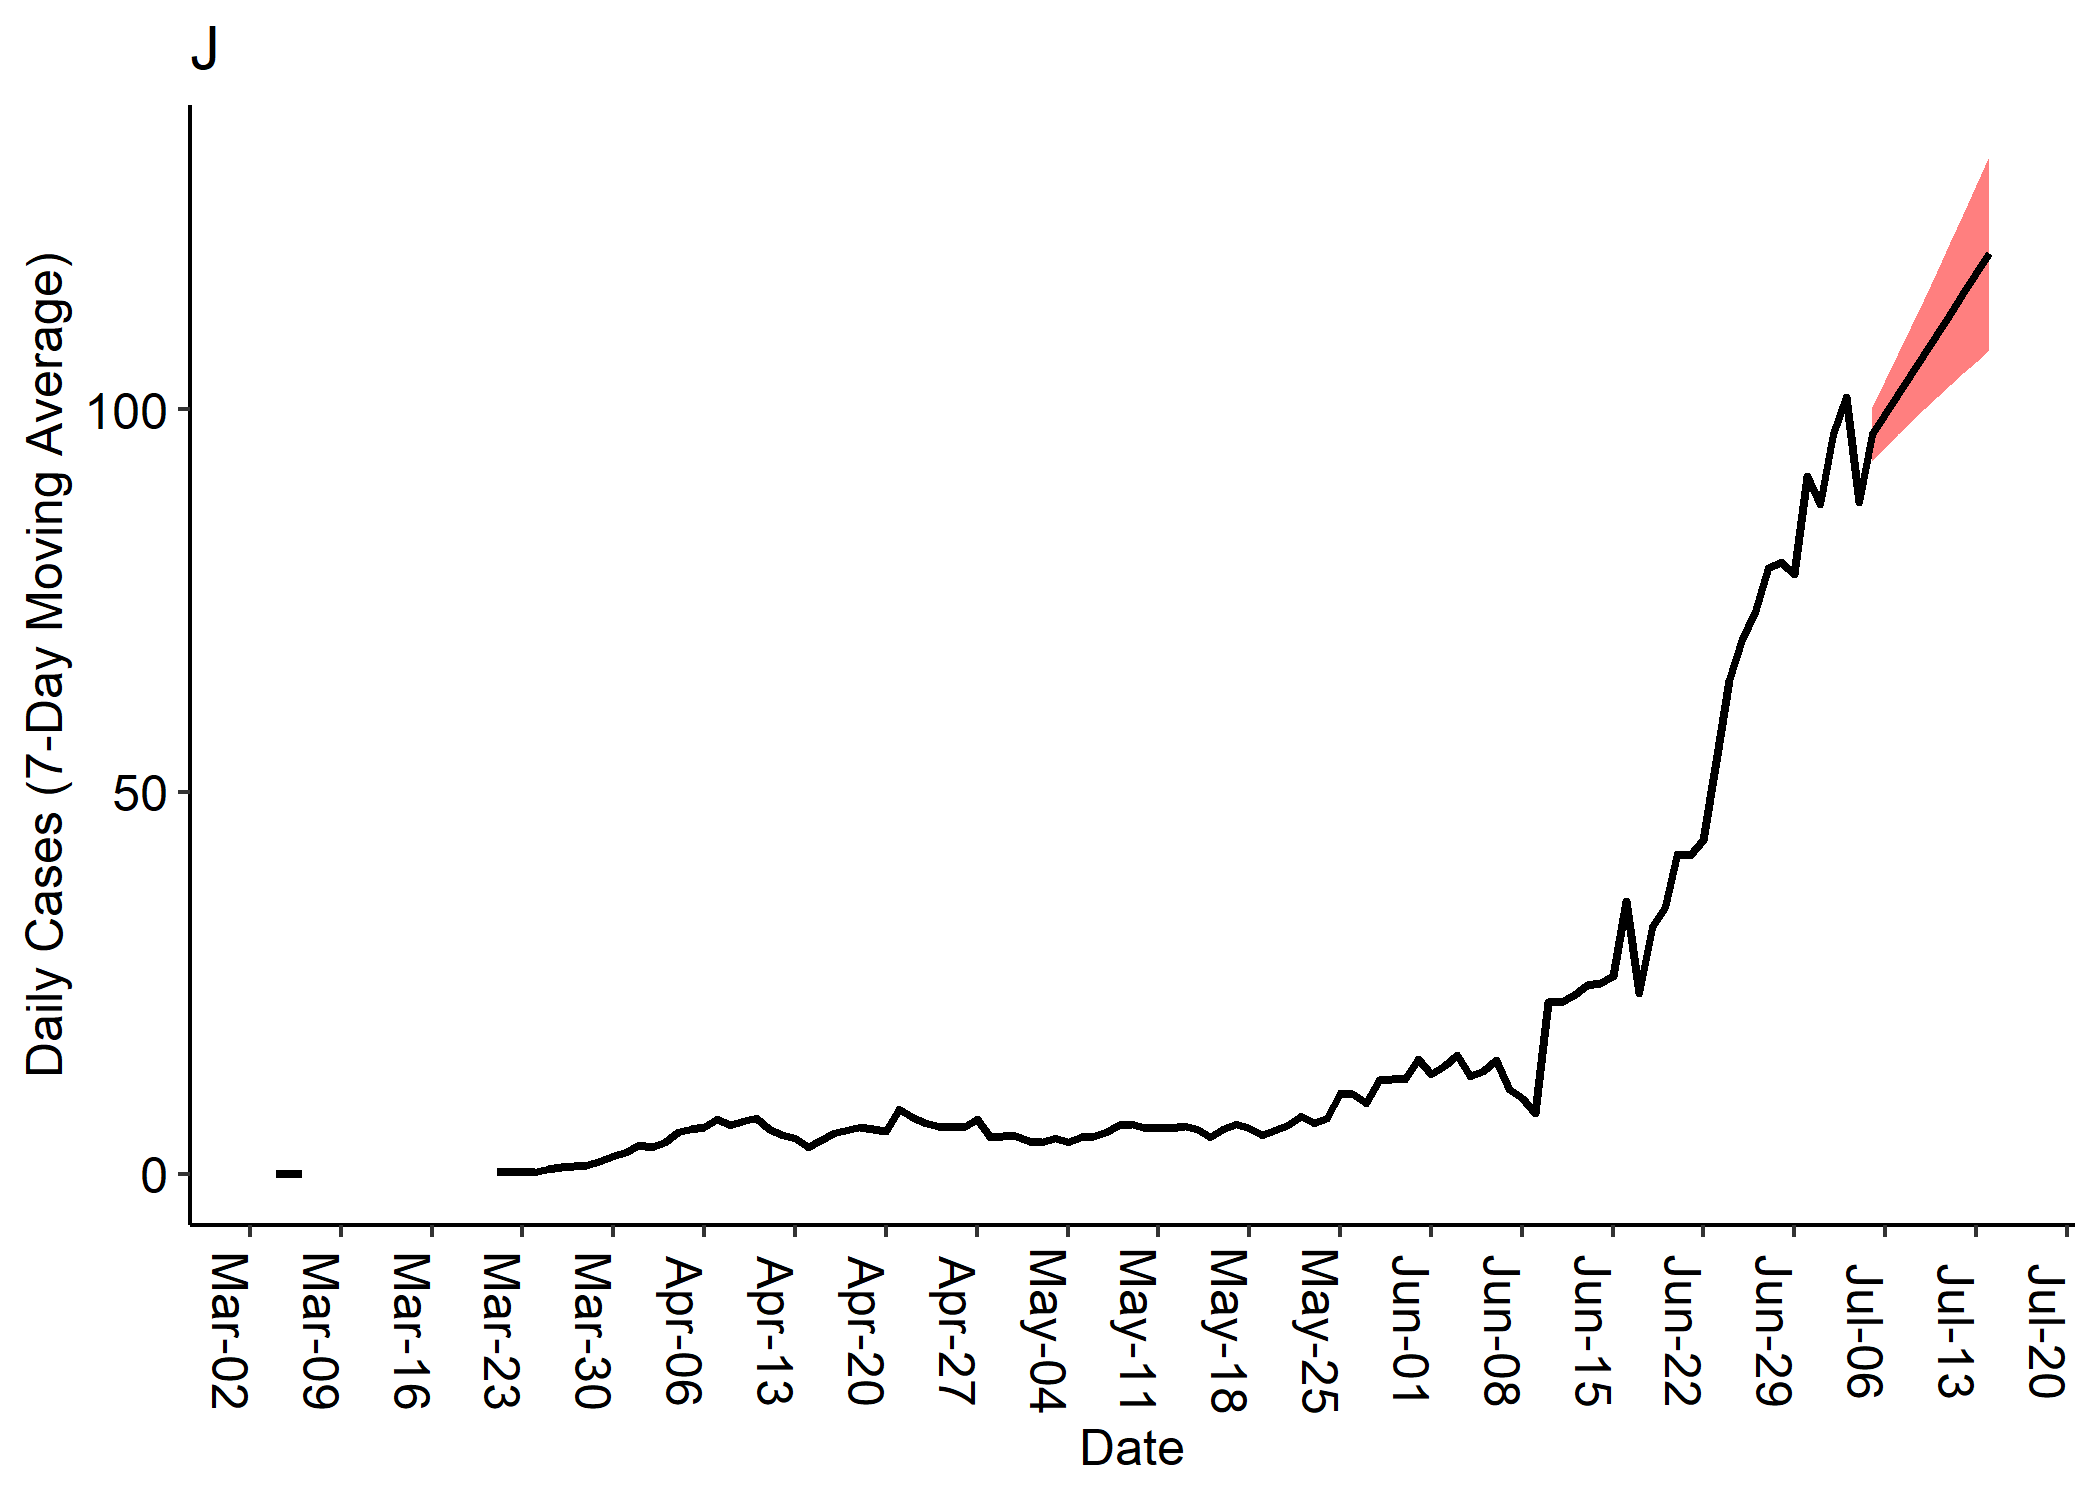 J
Daily Cases (7-Day Moving Average)
100
50
0
Mar-02
Mar-09
Mar-16
Mar-23
Mar-30
Apr-06
Apr-13
Apr-20
Apr-27
May-04
May-11
May-18
May-25
Jun-01
Jun-08
Jun-15
Jun-22
Jun-29
Jul-06
Jul-13
Jul-20
Date